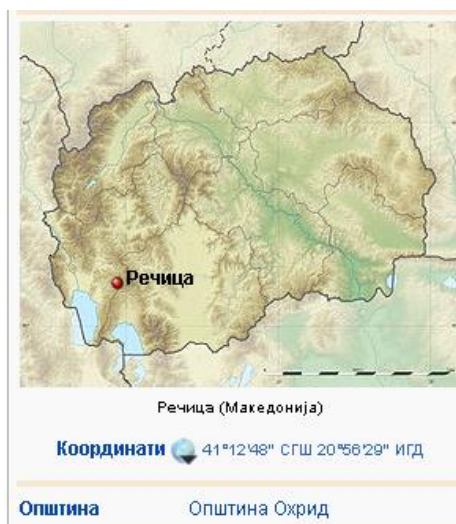 Речица
Речица (Македонија)
Координати 41°12′48″ СГШ 20°56′29″ ИГД
Општина Општина Охрид